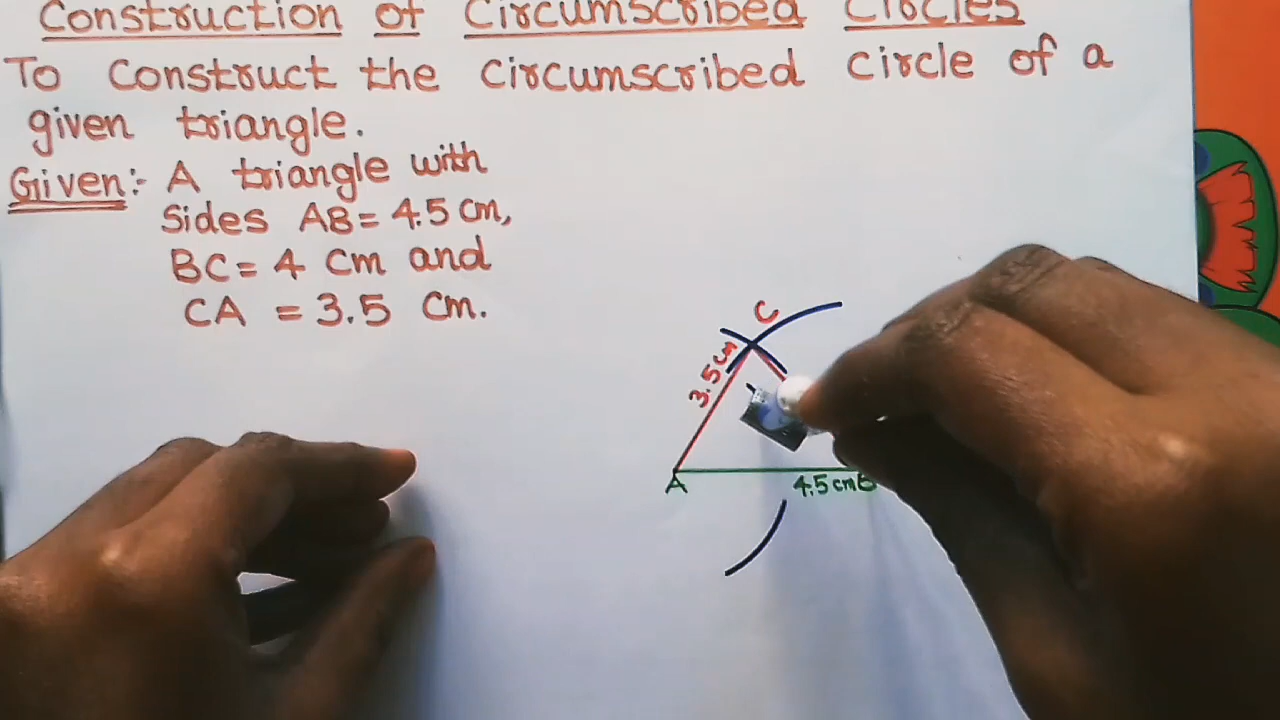 Construction of Circumscribed Circles
To Construct the Circumscribed circle of a
given triangle.
Given:- A triangle with
Sides AB = 4.5 cm,
BC = 4 Cm and
CA = 3.5 Cm.
C
3.5 cm
A
4.5 cm B